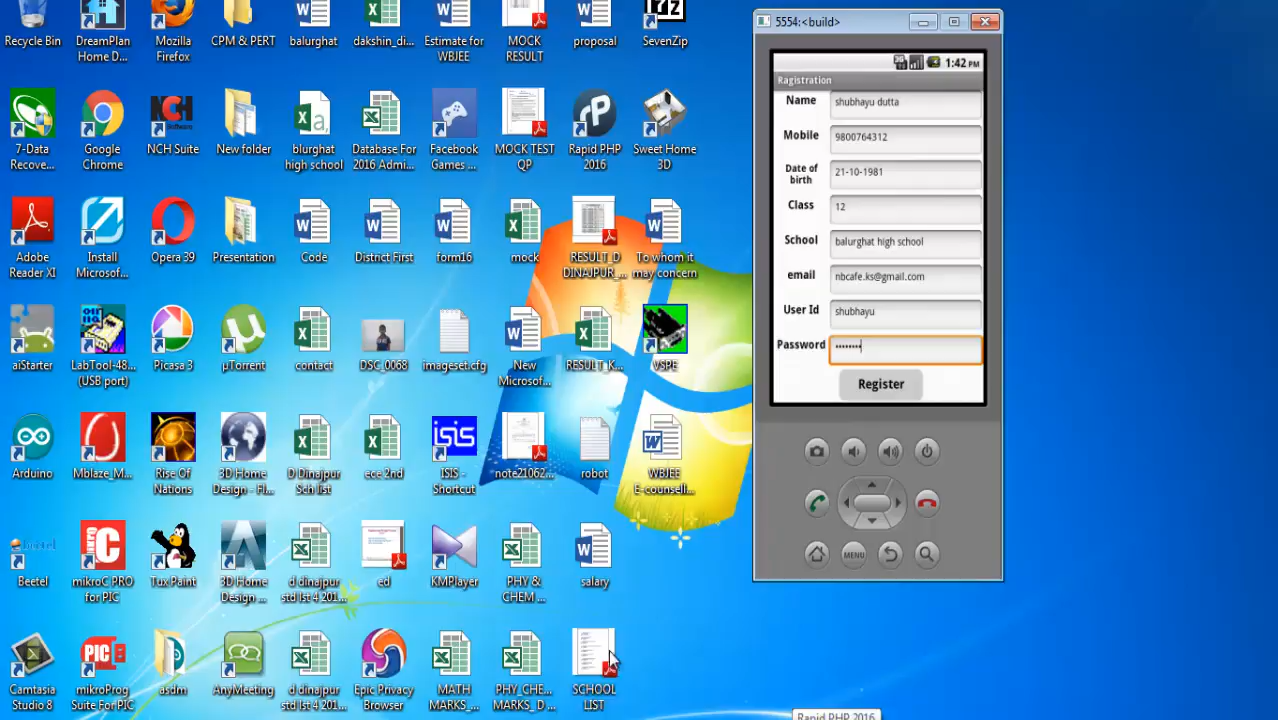 Recycle Bin
DreamPlan Home D...
Mozilla Firefox
CPM & PERT
balurghat
dakshin_di...
Estimate for WBJEE
MOCK RESULT
proposal
SevenZip
7-Data Recove...
Google Chrome
NCH Suite
New folder
blurghat high school
Database For 2016 Admi...
Facebook Games ...
MOCK TEST QP
Rapid PHP 2016
Sweet Home 3D
Adobe Reader XI
Install Microsof...
Opera 39
Presentation
Code
District First
form16
mock
RESULT_D DINAJPUR_...
To whom it may concern
aiStarter
LabTool-48... (USB port)
Picasa 3
µTorrent
contact
DSC_0068
imageset.cfg
New Microsof...
RESULT_K...
VSPE
Arduino
Mblaze_M...
Rise Of Nations
3D Home Design - Fl...
D Dinajpur Sch list
ece 2nd
ISIS - Shortcut
note21062...
robot
WBJEE E-counsell...
Beetel
mikroC PRO for PIC
Tux Paint
3D Home Design ...
d dinajpur std lst 4 201...
ed
KMPlayer
PHY & CHEM ...
salary
Camtasia Studio 8
mikroProg Suite For PIC
asdm
AnyMeeting
d dinajpur std lst 4 201...
Epic Privacy Browser
MATH MARKS_...
PHY_CHE... MARKS_D ...
SCHOOL LIST
5554:<build>
1:42 PM
Ragistration
Name shubhayu dutta
Mobile 9800764312
Date of birth 21-10-1981
Class 12
School balurghat high school
email nbcafe.ks@gmail.com
User Id shubhayu
Password ••••••••
Register
MENU
Rapid PHP 2016